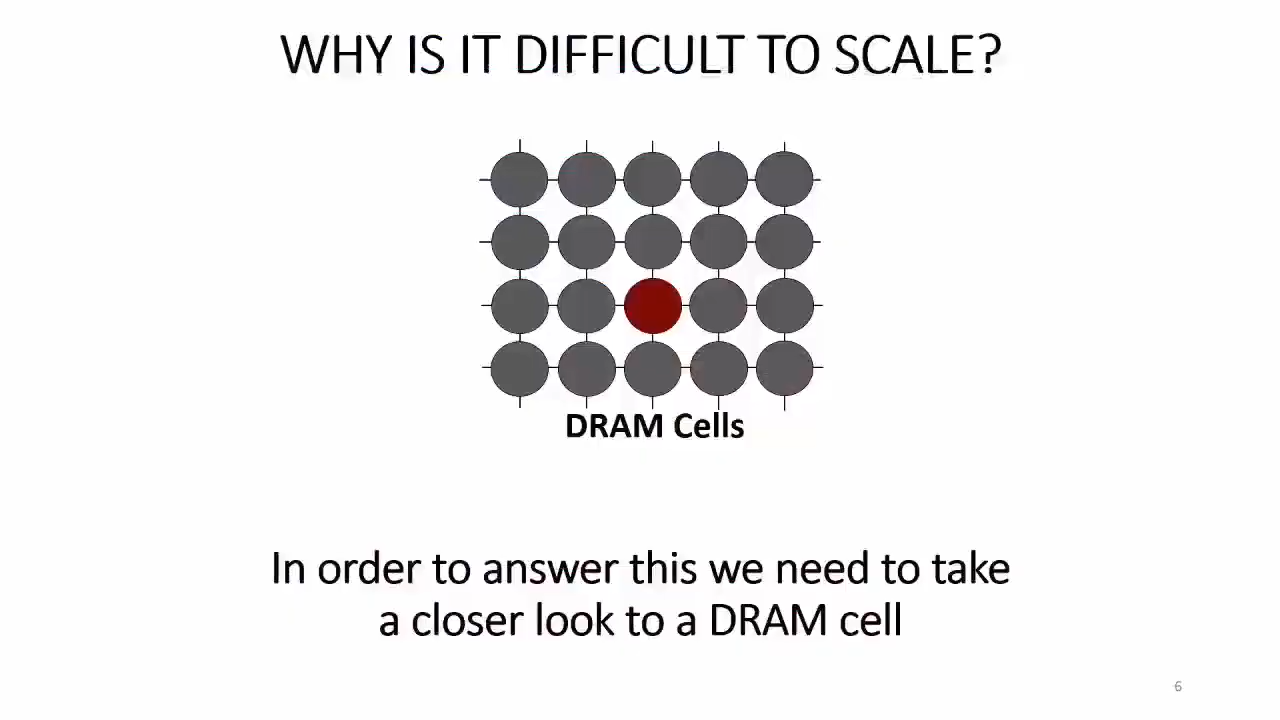 WHY IS IT DIFFICULT TO SCALE?
DRAM Cells
In order to answer this we need to take
a closer look to a DRAM cell
6